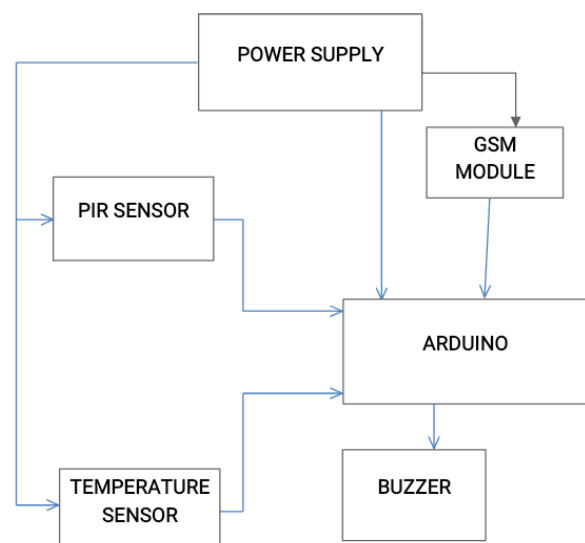 POWER SUPPLY
GSM
MODULE
PIR SENSOR
ARDUINO
TEMPERATURE
SENSOR
BUZZER